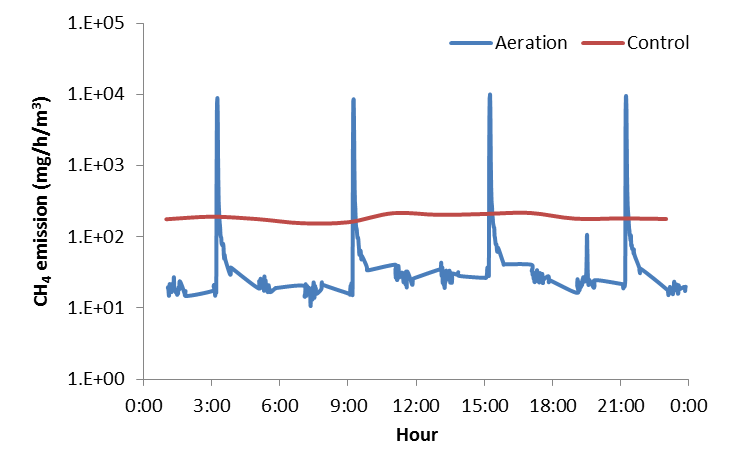 1.E+05
Aeration
Control
1.E+04
1.E+03
1.E+02
1.E+01
1.E+00
CH₄ emission (mg/h/m³)
0:00 3:00 6:00 9:00 12:00 15:00 18:00 21:00 0:00
Hour